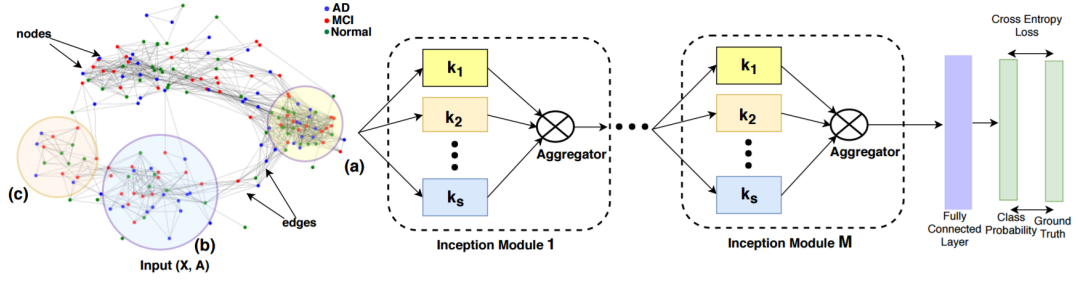 AD
MCI
Normal
nodes
(a)
(c)
edges
(b)
Input (X, A)
k1
k2
ks
Aggregator
Inception Module 1
k1
k2
ks
Aggregator
Inception Module M
Fully
Connected
Layer
Cross Entropy
Loss
Class
Probability
Ground
Truth